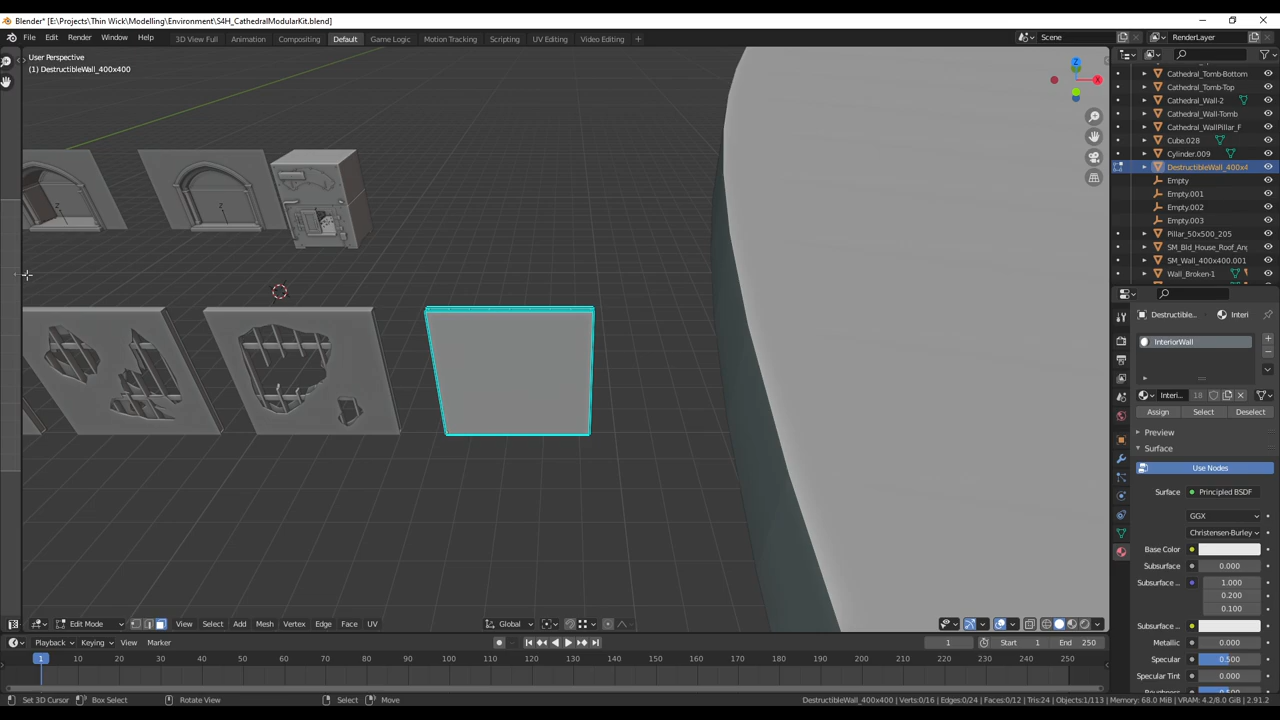 Blender* [E:\Projects\Thin Wick\Modelling\Environment\S4H_CathedralModularKit.blend]
File Edit Render Window Help 3D View Full Animation Compositing Default Game Logic Motion Tracking Scripting UV Editing Video Editing + Scene RenderLayer
User Perspective
(1) DestructibleWall_400x400
Cathedral_Tomb-Bottom
Cathedral_Tomb-Top
Cathedral_Wall-2
Cathedral_Wall-Tomb
Cathedral_WallPillar_F
Cube.028
Cylinder.009
DestructibleWall_400x4
Empty
Empty.001
Empty.002
Empty.003
Pillar_50x500_205
SM_Bld_House_Roof_An
SM_Wall_400x400.001
Wall_Broken-1
Destructible... Interi
InteriorWall
Interi... 18
Assign Select Deselect
Preview
Surface
Use Nodes
Surface Principled BSDF
GGX
Christensen-Burley
Base Color
Subsurface 0.000
Subsurface .. 1.000
0.200
0.100
Subsurface ..
Metallic 0.000
Specular 0.500
Specular Tint 0.000
Edit Mode View Select Add Mesh Vertex Edge Face UV Global
Playback Keying View Marker 1 Start 1 End 250
1 10 20 30 40 50 60 70 80 90 100 110 120 130 140 150 160 170 180 190 200 210 220 230 240 250
Set 3D Cursor Box Select Rotate View Select Move DestructibleWall_400x400 | Verts:0/16 | Edges:0/24 | Faces:0/12 | Tris:24 | Objects:1/113 | Memory: 68.0 MiB | VRAM: 4.2/8.0 GiB | 2.91.2